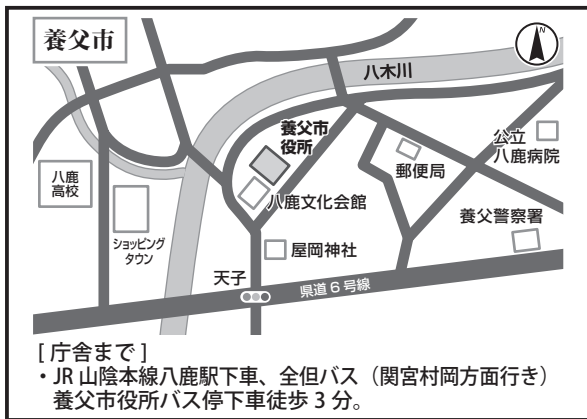 養父市
N
八木川
養父市
役所
公立
八鹿病院
郵便局
八鹿
高校
八鹿文化会館
養父警察署
ショッピング
タウン
屋岡神社
天子
県道6号線
[ 庁舎まで ]
・JR 山陰本線八鹿駅下車、全但バス（関宮村岡方面行き）
養父市役所バス停下車徒歩 3 分。